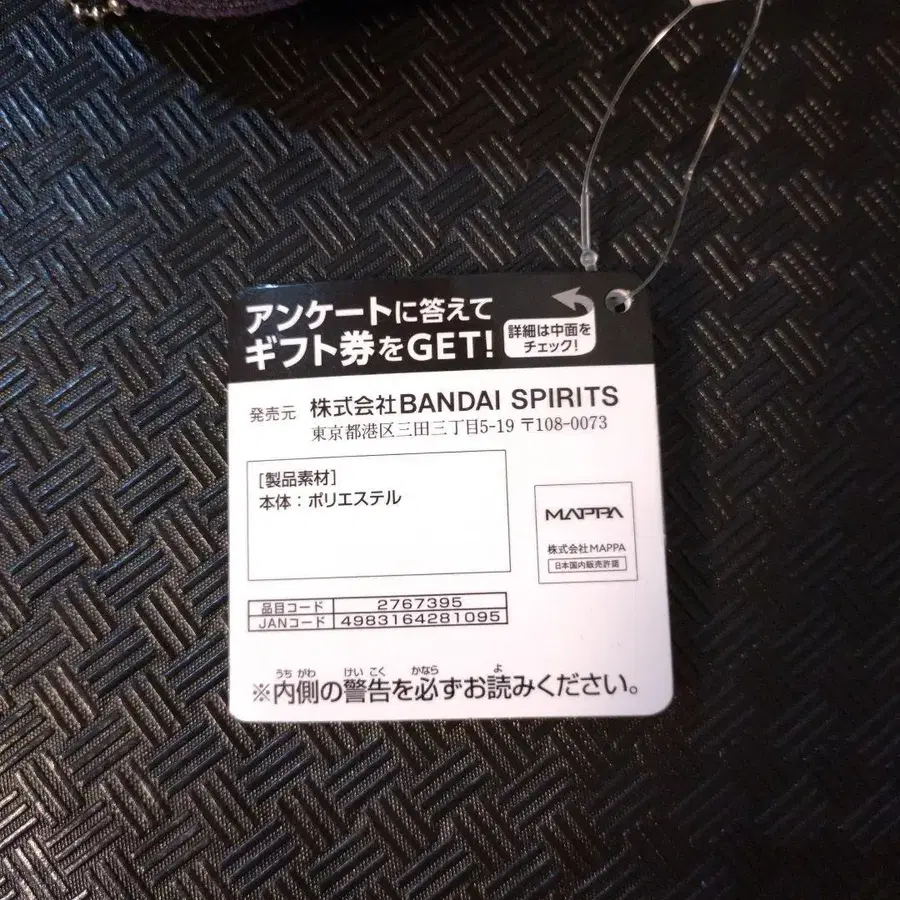 アンケートに答えて
ギフト券をGET!
詳細は中面を
チェック!
発売元 株式会社BANDAI SPIRITS
東京都港区三田三丁目5-19 〒108-0073
[製品素材]
本体:ポリエステル
MAPPA
株式会社MAPPA
日本国内販売許諾
品目コード 2767395
JANコード 4983164281095
うち がわ けい こく かなら よ
※内側の警告を必ずお読みください。